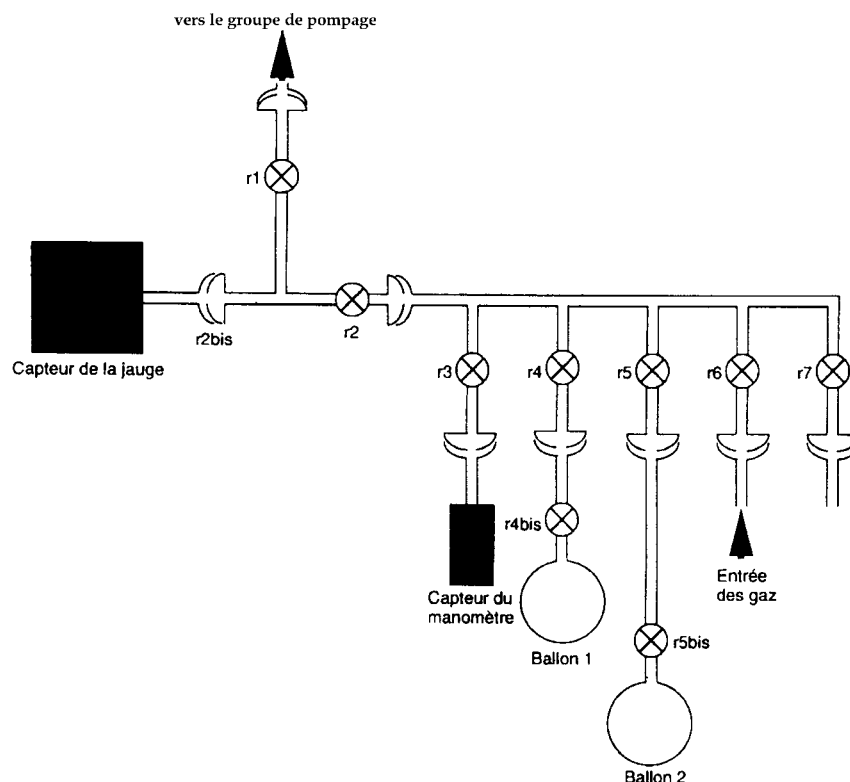 vers le groupe de pompage
r1
r2bis
r2
Capteur de la jauge
r3
r4
r5
r6
r7
r4bis
Entrée
des gaz
Capteur du
manomètre
r5bis
Ballon 1
Ballon 2